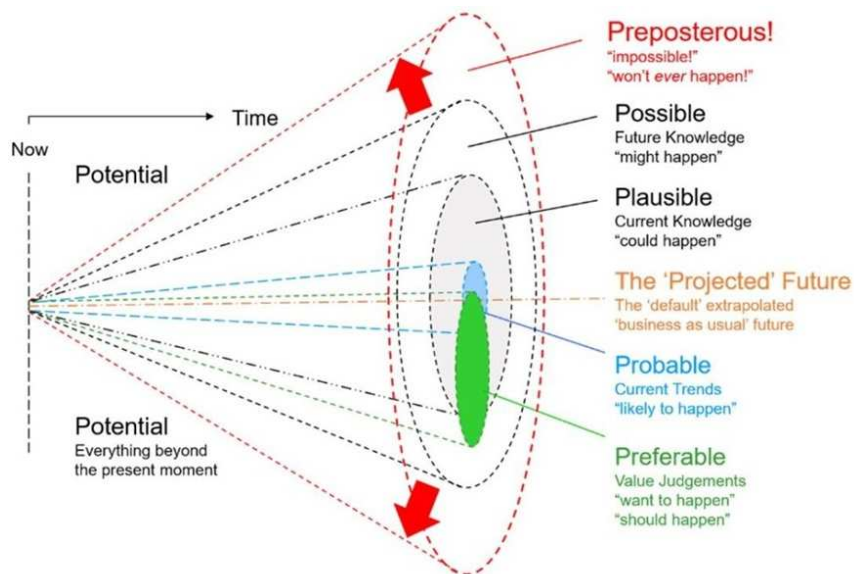 Preposterous!
“impossible!”
“won’t ever happen!”
Time
Now
Potential
Possible
Future Knowledge
“might happen”
Plausible
Current Knowledge
“could happen”
The ‘Projected’ Future
The ‘default’ extrapolated
‘business as usual’ future
Probable
Current Trends
“likely to happen”
Potential
Everything beyond
the present moment
Preferable
Value Judgements
“want to happen”
“should happen”